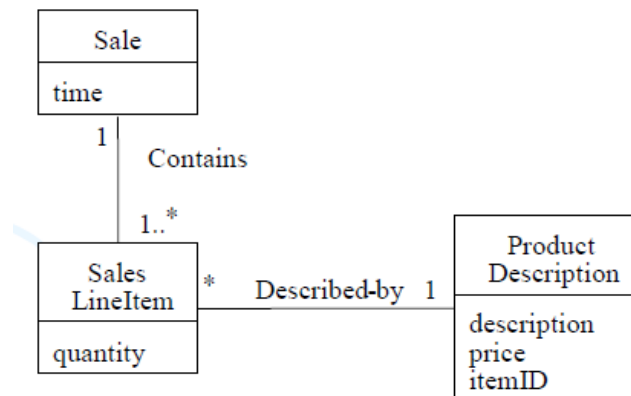 Sale
time
1
Contains
1..*
Sales
LineItem
quantity
*
Described-by
1
Product
Description
description
price
itemID